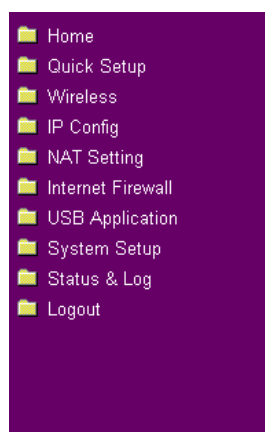 Home
Quick Setup
Wireless
IP Config
NAT Setting
Internet Firewall
USB Application
System Setup
Status & Log
Logout